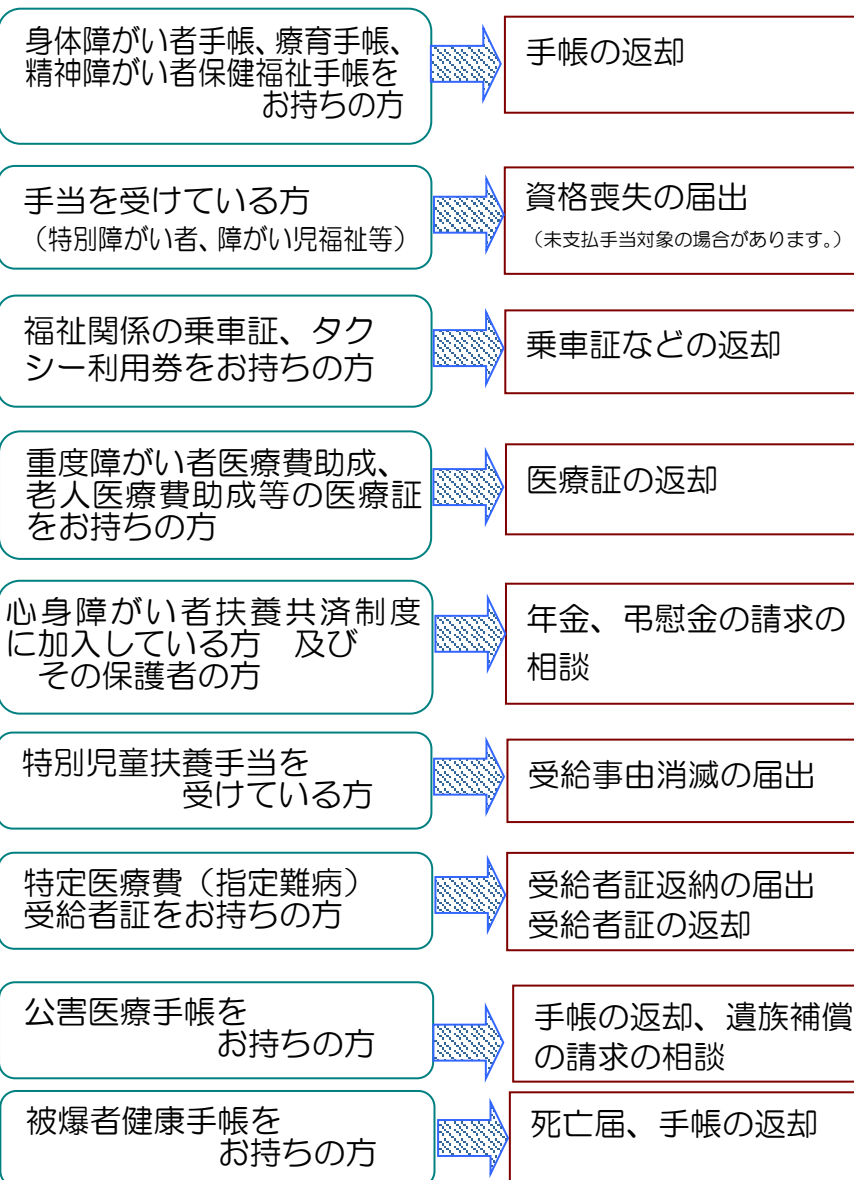 身体障がい者手帳、療育手帳、
精神障がい者保健福祉手帳を
お持ちの方
手帳の返却
手当を受けている方
（特別障がい者、障がい児福祉等）
資格喪失の届出
（未支払手当対象の場合があります。）
福祉関係の乗車証、タク
シー利用券をお持ちの方
乗車証などの返却
重度障がい者医療費助成、
老人医療費助成等の医療証
をお持ちの方
医療証の返却
心身障がい者扶養共済制度
に加入している方　及び
その保護者の方
年金、弔慰金の請求の
相談
特別児童扶養手当を
受けている方
受給事由消滅の届出
特定医療費（指定難病）
受給者証をお持ちの方
受給者証返納の届出
受給者証の返却
公害医療手帳を
お持ちの方
手帳の返却、遺族補償
の請求の相談
被爆者健康手帳を
お持ちの方
死亡届、手帳の返却